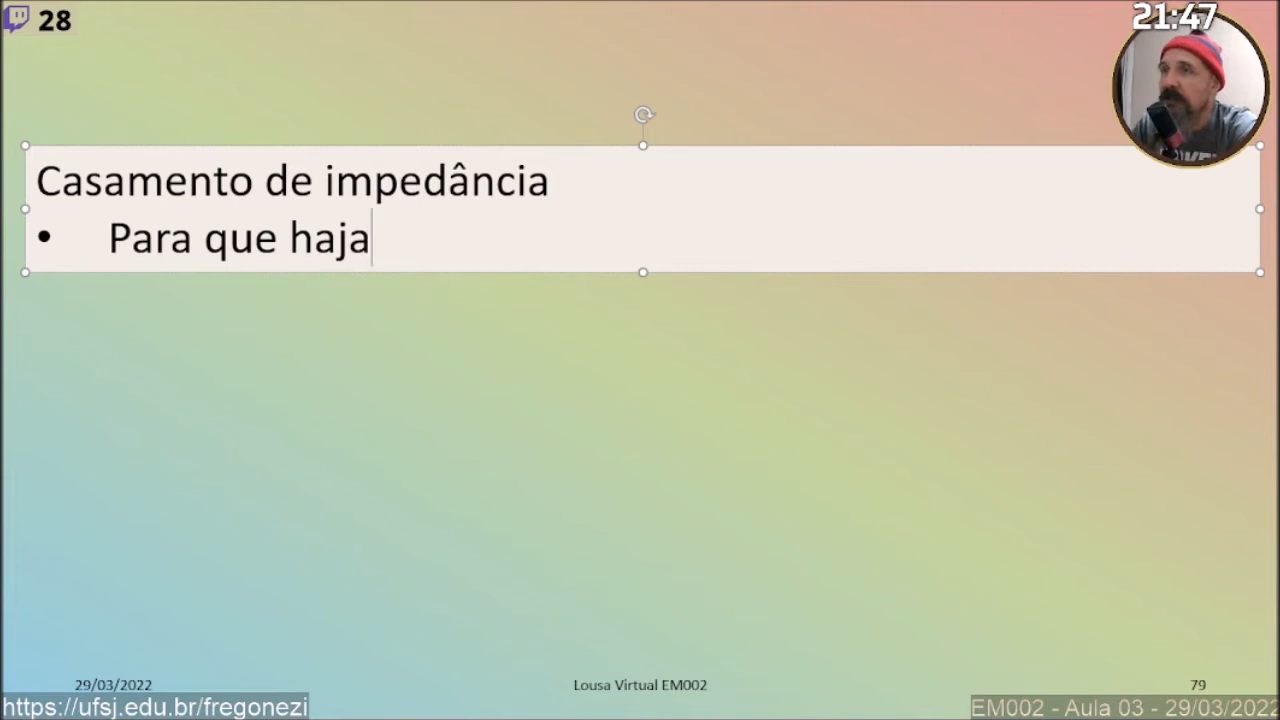 28
21:47
Casamento de impedância
• Para que haja
29/03/2022
Lousa Virtual EM002
79
https://ufsj.edu.br/fregonezi
EM002 - Aula 03 - 29/03/2022